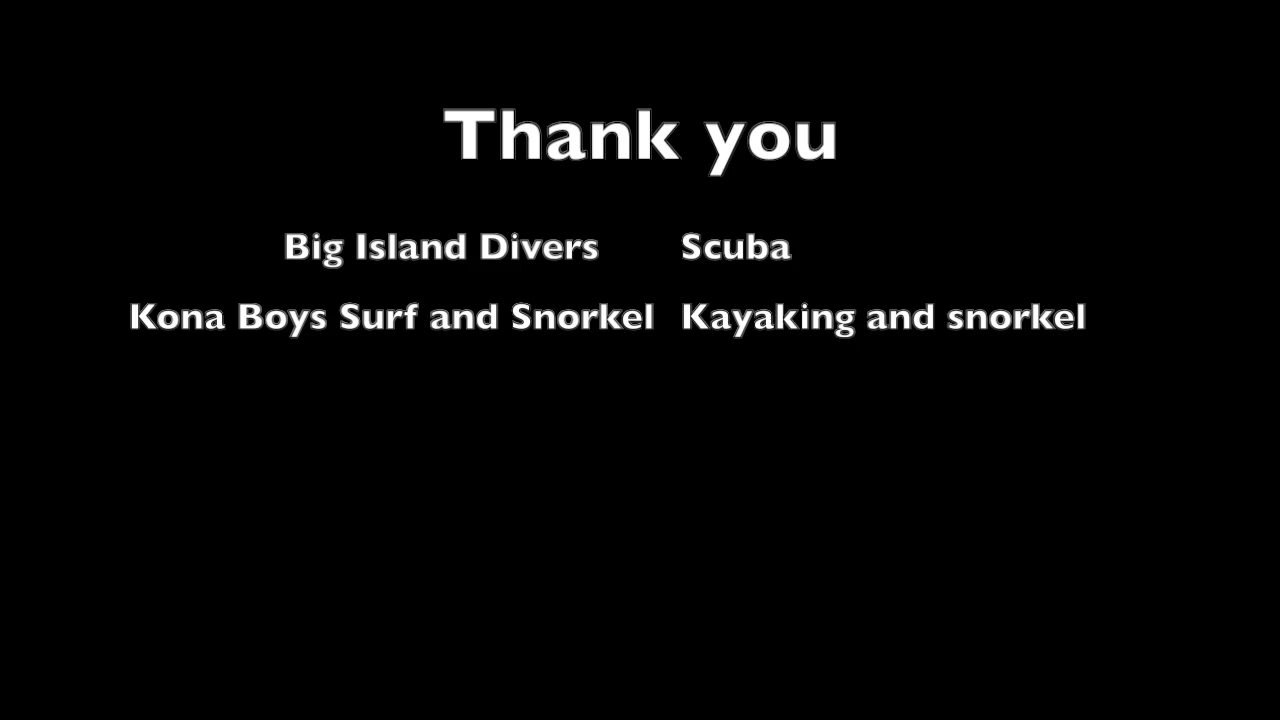 Thank you
Big Island Divers Scuba
Kona Boys Surf and Snorkel Kayaking and snorkel